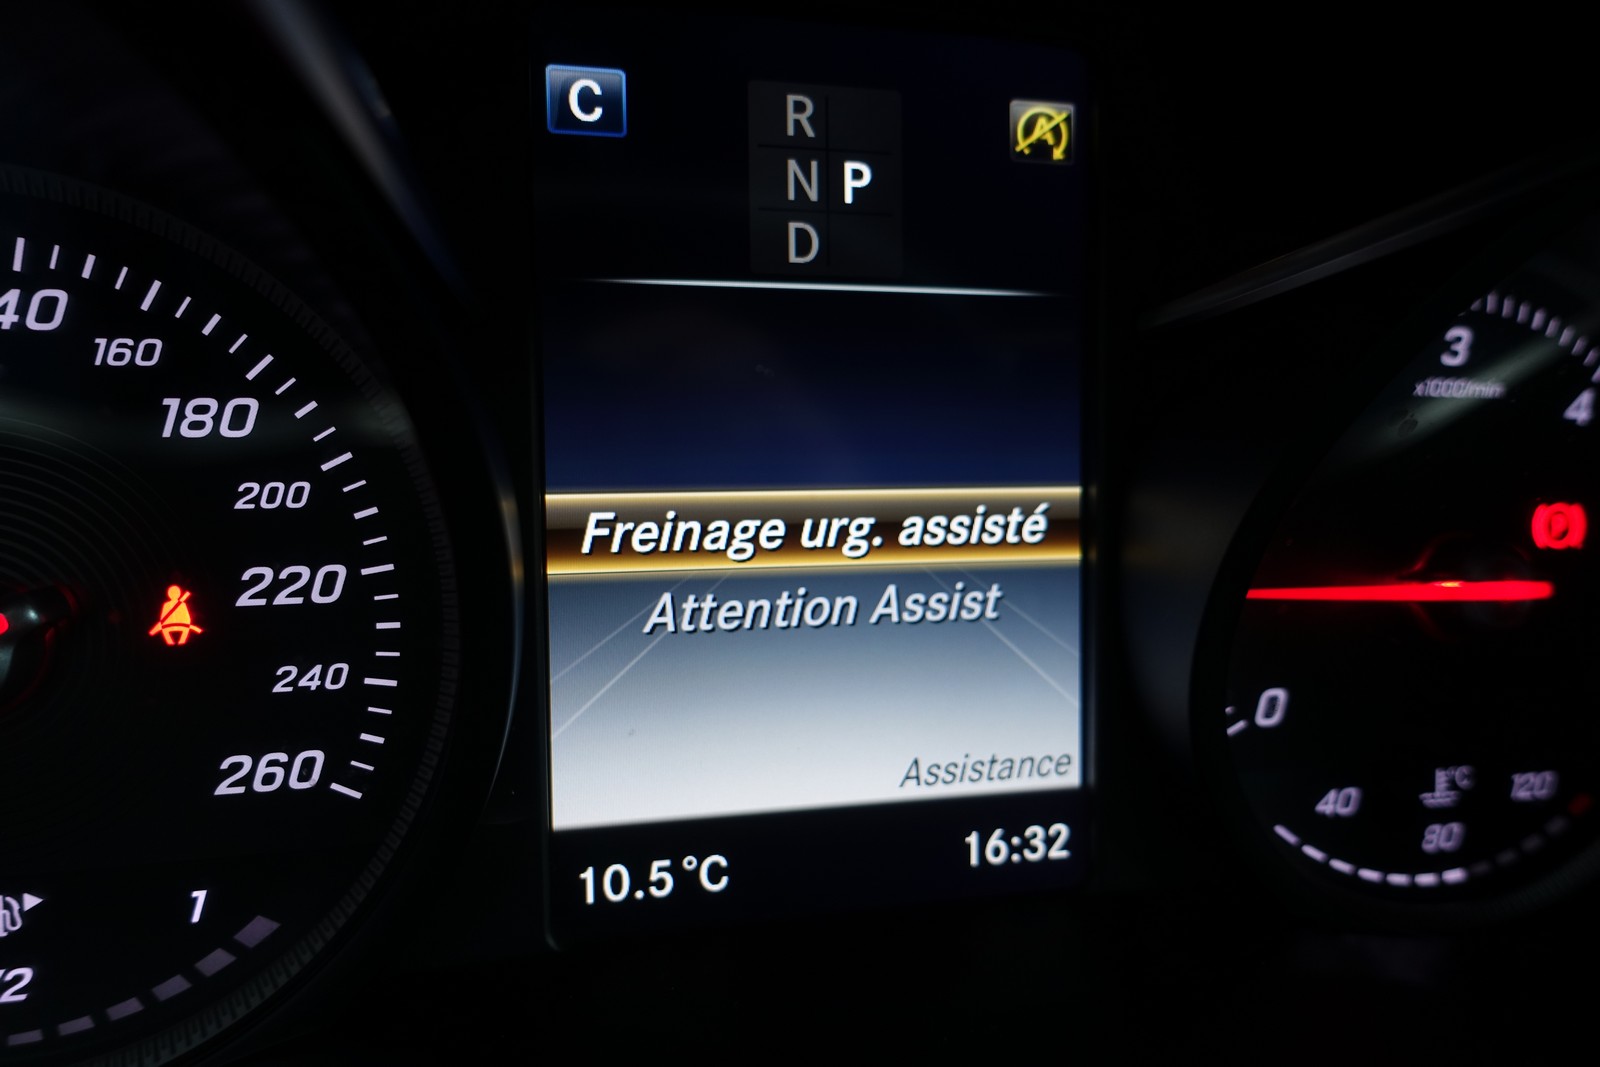 C
R
N P
D
160
180
200
220
240
260
1
Freinage urg. assisté
Attention Assist
Assistance
10.5°C
16:32
3
x1000/min
4
0
40
°C
120
80